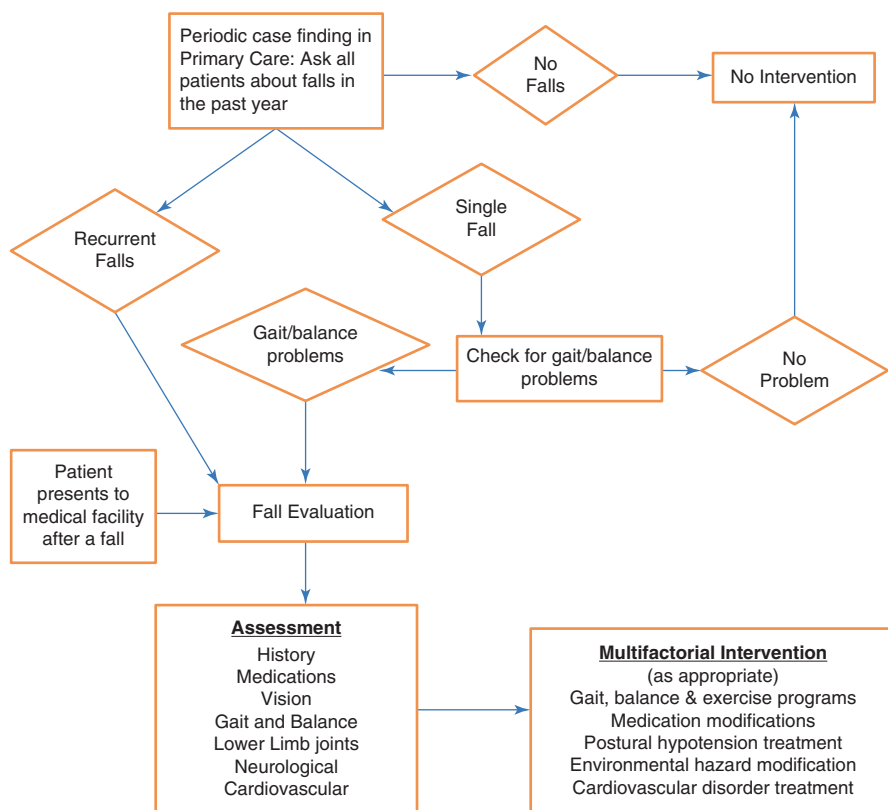 Periodic case finding in
Primary Care: Ask all
patients about falls in
the past year
No
Falls
No Intervention
Recurrent
Falls
Single
Fall
Gait/balance
problems
Check for gait/balance
problems
No
Problem
Patient
presents to
medical facility
after a fall
Fall Evaluation
Assessment
History
Medications
Vision
Gait and Balance
Lower Limb joints
Neurological
Cardiovascular
Multifactorial Intervention
(as appropriate)
Gait, balance & exercise programs
Medication modifications
Postural hypotension treatment
Environmental hazard modification
Cardiovascular disorder treatment